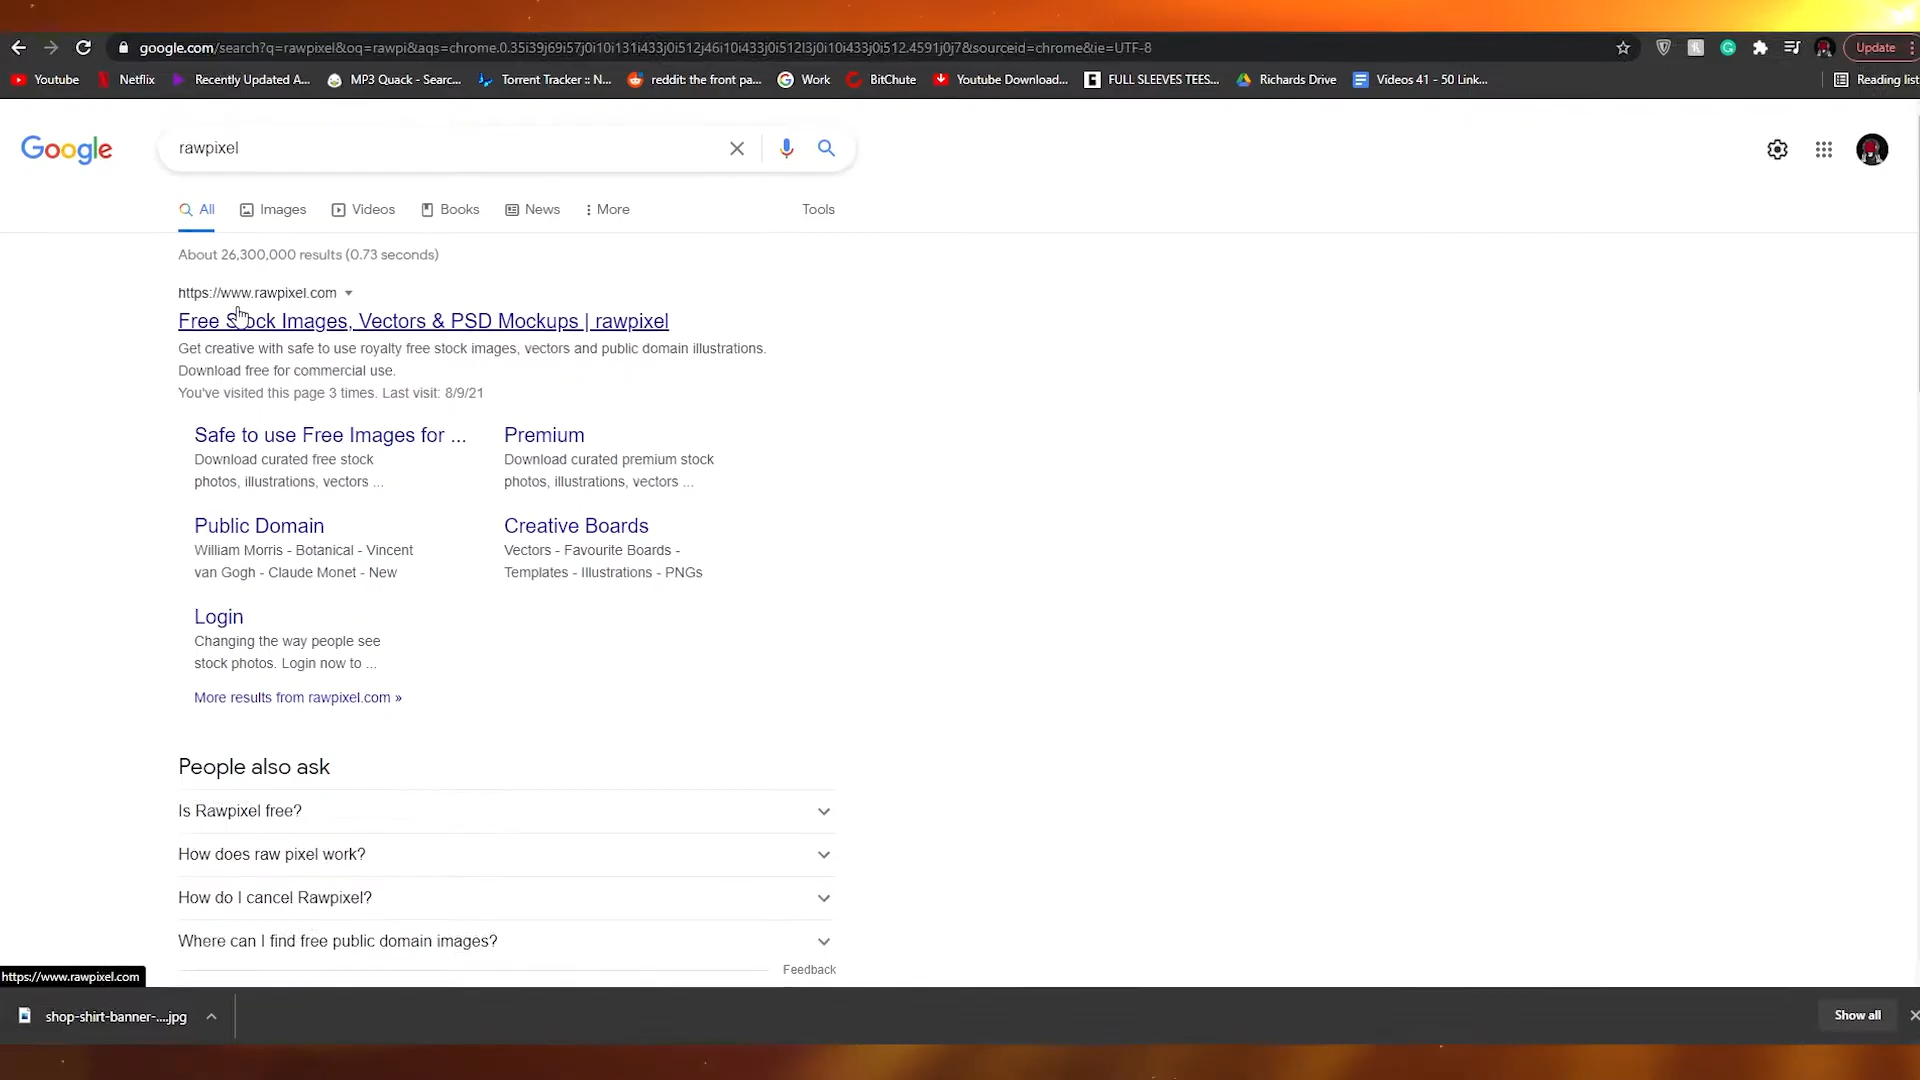 google.com/search?q=rawpixel&oq=rawpi&aqs=chrome.0.35i39j69i57j0i10i131i433j0i512j46i10i433j0i512l3j0i10i433j0i512.4591j0j7&sourceid=chrome&ie=UTF-8
Update
Youtube Netflix Recently Updated A... MP3 Quack - Searc... Torrent Tracker :: N... reddit: the front pa... Work BitChute Youtube Download... FULL SLEEVES TEES... Richards Drive Videos 41 - 50 Link... Reading list
Google
rawpixel
All Images Videos Books News More Tools
About 26,300,000 results (0.73 seconds)
https://www.rawpixel.com
Free Stock Images, Vectors & PSD Mockups | rawpixel
Get creative with safe to use royalty free stock images, vectors and public domain illustrations.
Download free for commercial use.
You've visited this page 3 times. Last visit: 8/9/21
Safe to use Free Images for ...
Download curated free stock
photos, illustrations, vectors ...
Premium
Download curated premium stock
photos, illustrations, vectors ...
Public Domain
William Morris - Botanical - Vincent
van Gogh - Claude Monet - New
Creative Boards
Vectors - Favourite Boards -
Templates - Illustrations - PNGs
Login
Changing the way people see
stock photos. Login now to ...
More results from rawpixel.com »
People also ask
Is Rawpixel free?
How does raw pixel work?
How do I cancel Rawpixel?
Where can I find free public domain images?
Feedback
https://www.rawpixel.com
shop-shirt-banner-....jpg
Show all